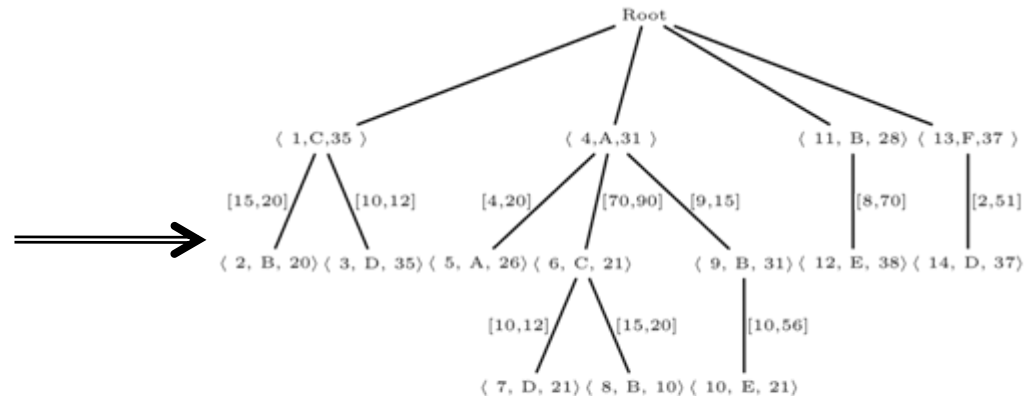 Root
⟨ 1,C,35 ⟩ ⟨ 4,A,31 ⟩ ⟨ 11, B, 28⟩ ⟨ 13,F,37 ⟩
[15,20] [10,12] [4,20] [70,90] [9,15] [8,70] [2,51]
⟨ 2, B, 20⟩ ⟨ 3, D, 35⟩ ⟨ 5, A, 26⟩ ⟨ 6, C, 21⟩ ⟨ 9, B, 31⟩ ⟨ 12, E, 38⟩ ⟨ 14, D, 37⟩
[10,12] [15,20] [10,56]
⟨ 7, D, 21⟩ ⟨ 8, B, 10⟩ ⟨ 10, E, 21⟩